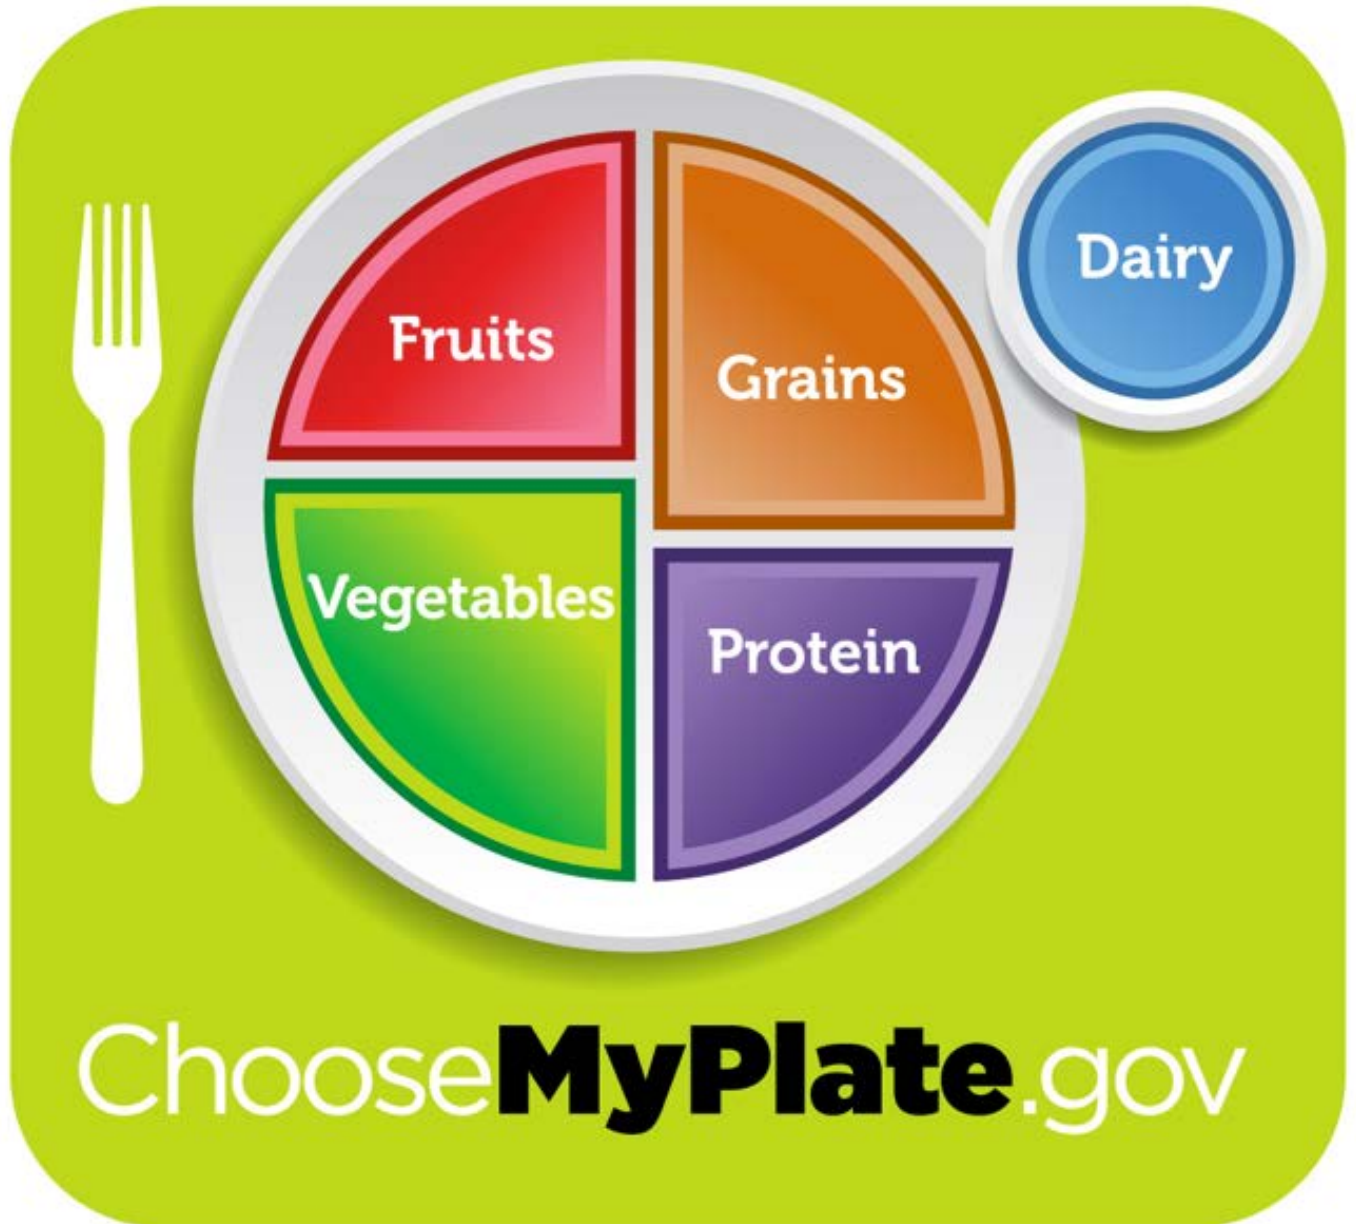 Fruits
Grains
Dairy
Vegetables
Protein
ChooseMyPlate.gov